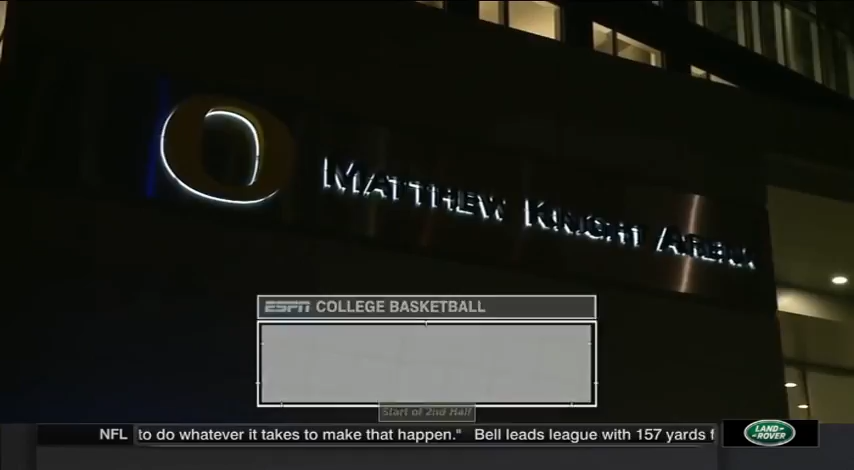 O
MATTHEW KNIGHT ARENA
ESPN COLLEGE BASKETBALL
Start of 2nd Half
NFL to do whatever it takes to make that happen." Bell leads league with 157 yards f
LAND-
-ROVER